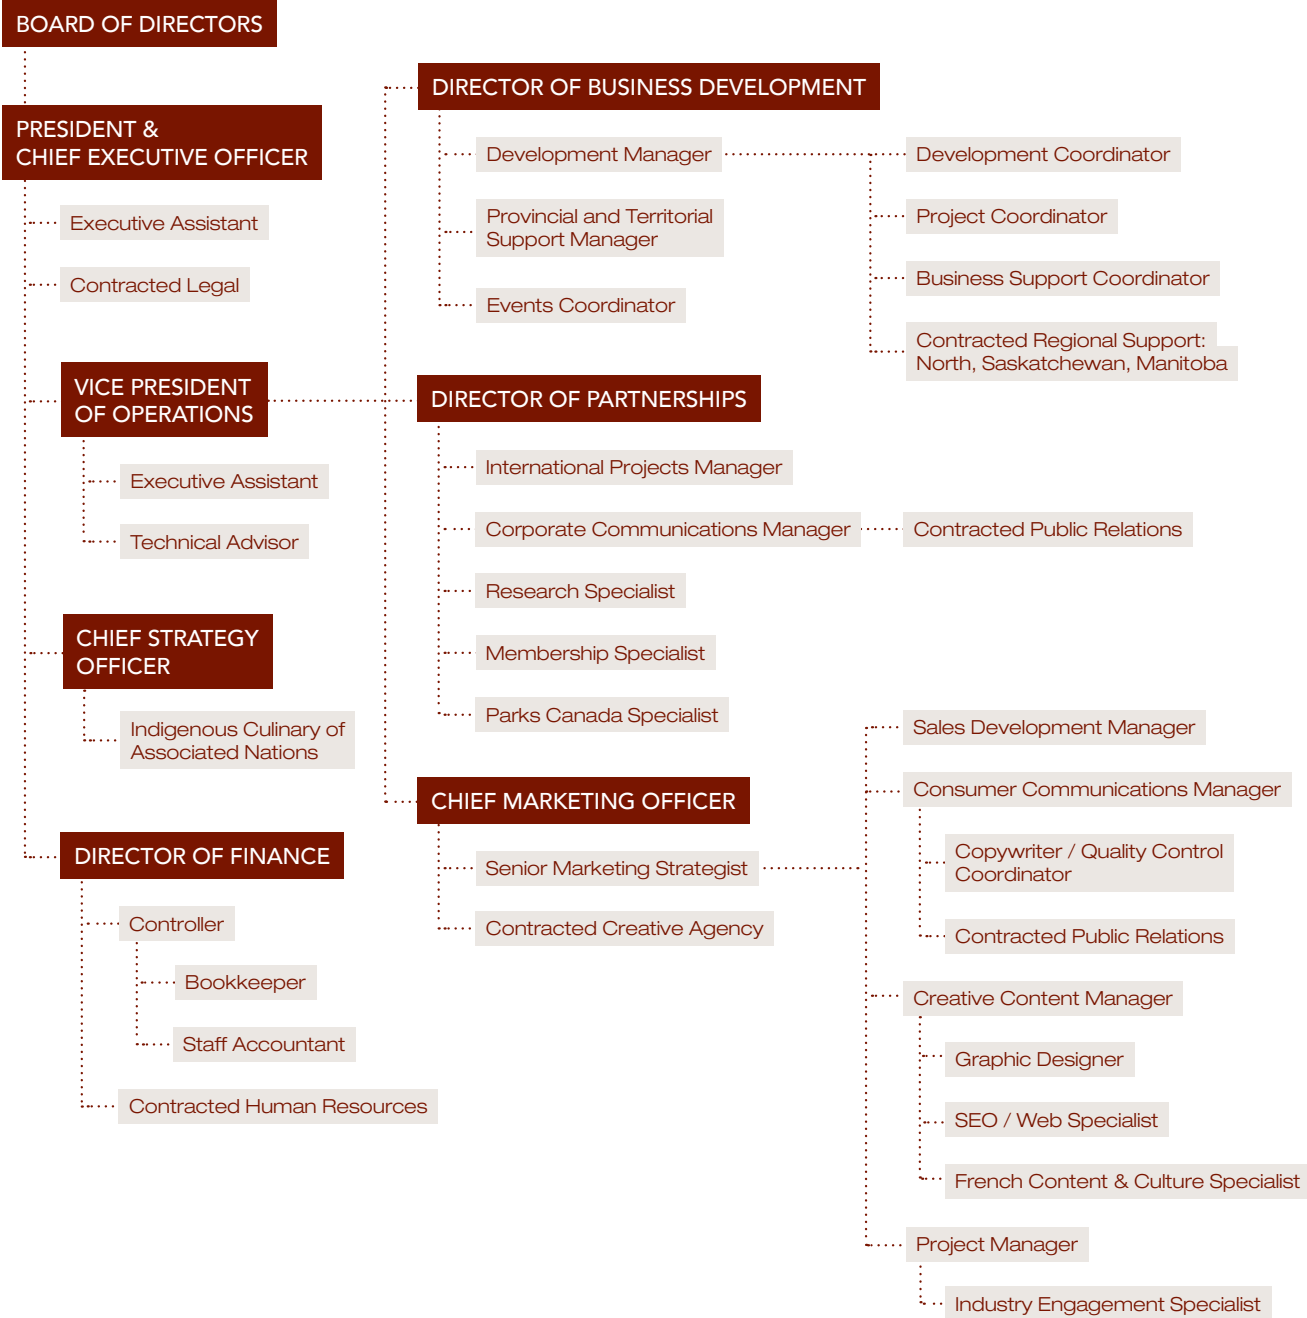 BOARD OF DIRECTORS
PRESIDENT &
CHIEF EXECUTIVE OFFICER
Executive Assistant
Contracted Legal
VICE PRESIDENT
OF OPERATIONS
Executive Assistant
Technical Advisor
CHIEF STRATEGY
OFFICER
Indigenous Culinary of
Associated Nations
DIRECTOR OF FINANCE
Controller
Bookkeeper
Staff Accountant
Contracted Human Resources
DIRECTOR OF BUSINESS DEVELOPMENT
Development Manager
Development Coordinator
Project Coordinator
Business Support Coordinator
Contracted Regional Support:
North, Saskatchewan, Manitoba
Provincial and Territorial
Support Manager
Events Coordinator
DIRECTOR OF PARTNERSHIPS
International Projects Manager
Corporate Communications Manager
Contracted Public Relations
Research Specialist
Membership Specialist
Parks Canada Specialist
CHIEF MARKETING OFFICER
Senior Marketing Strategist
Contracted Creative Agency
Sales Development Manager
Consumer Communications Manager
Copywriter / Quality Control
Coordinator
Contracted Public Relations
Creative Content Manager
Graphic Designer
SEO / Web Specialist
French Content & Culture Specialist
Project Manager
Industry Engagement Specialist